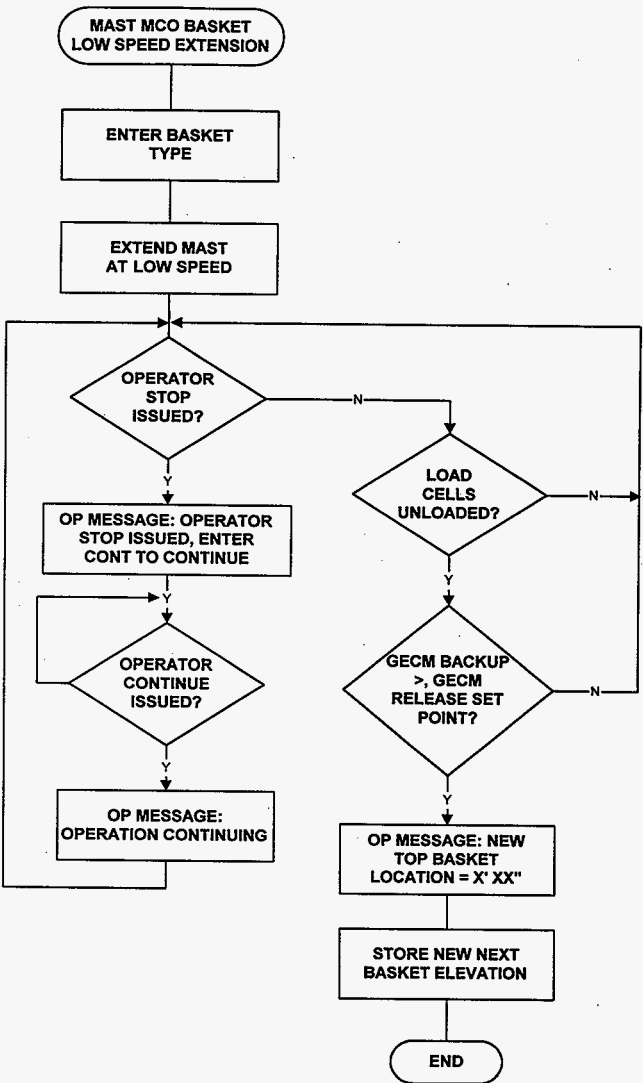 MAST MCO BASKET
LOW SPEED EXTENSION
ENTER BASKET
TYPE
EXTEND MAST
AT LOW SPEED
OPERATOR
STOP
ISSUED?
N
Y
LOAD
CELLS
UNLOADED?
N
Y
OP MESSAGE: OPERATOR
STOP ISSUED, ENTER
CONT TO CONTINUE
Y
OPERATOR
CONTINUE
ISSUED?
Y
GECM BACKUP
>, GECM
RELEASE SET
POINT?
N
Y
OP MESSAGE:
OPERATION CONTINUING
OP MESSAGE: NEW
TOP BASKET
LOCATION = X' XX"
STORE NEW NEXT
BASKET ELEVATION
END